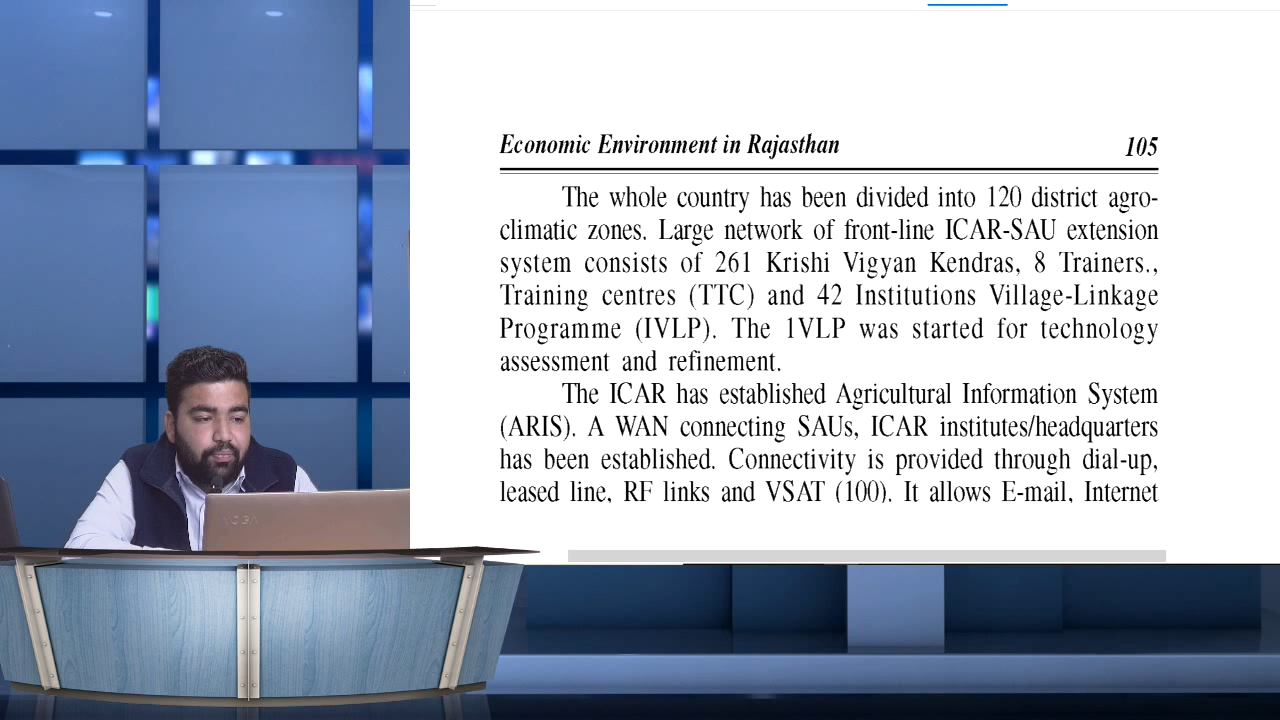 Economic Environment in Rajasthan 105
The whole country has been divided into 120 district agro-
climatic zones. Large network of front-line ICAR-SAU extension
system consists of 261 Krishi Vigyan Kendras, 8 Trainers.,
Training centres (TTC) and 42 Institutions Village-Linkage
Programme (IVLP). The 1VLP was started for technology
assessment and refinement.
The ICAR has established Agricultural Information System
(ARIS). A WAN connecting SAUs, ICAR institutes/headquarters
has been established. Connectivity is provided through dial-up,
leased line, RF links and VSAT (100). It allows E-mail, Internet
YOGA